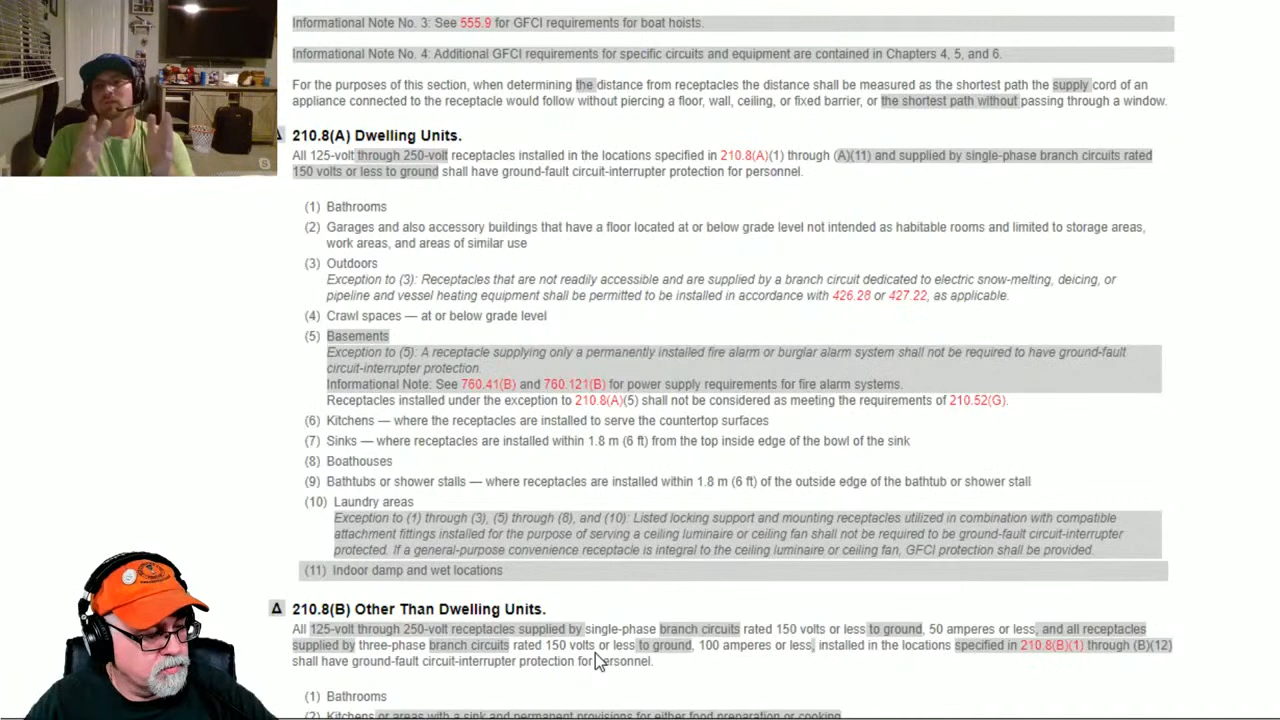 Informational Note No. 3: See 555.9 for GFCI requirements for boat hoists.
Informational Note No. 4: Additional GFCI requirements for specific circuits and equipment are contained in Chapters 4, 5, and 6.
For the purposes of this section, when determining the distance from receptacles the distance shall be measured as the shortest path the supply cord of an
appliance connected to the receptacle would follow without piercing a floor, wall, ceiling, or fixed barrier, or the shortest path without passing through a window.
210.8(A) Dwelling Units.
All 125-volt through 250-volt receptacles installed in the locations specified in 210.8(A)(1) through (A)(11) and supplied by single-phase branch circuits rated
150 volts or less to ground shall have ground-fault circuit-interrupter protection for personnel.
(1) Bathrooms
(2) Garages and also accessory buildings that have a floor located at or below grade level not intended as habitable rooms and limited to storage areas,
work areas, and areas of similar use
(3) Outdoors
Exception to (3): Receptacles that are not readily accessible and are supplied by a branch circuit dedicated to electric snow-melting, deicing, or
pipeline and vessel heating equipment shall be permitted to be installed in accordance with 426.28 or 427.22, as applicable.
(4) Crawl spaces — at or below grade level
(5) Basements
Exception to (5): A receptacle supplying only a permanently installed fire alarm or burglar alarm system shall not be required to have ground-fault
circuit-interrupter protection.
Informational Note: See 760.41(B) and 760.121(B) for power supply requirements for fire alarm systems.
Receptacles installed under the exception to 210.8(A)(5) shall not be considered as meeting the requirements of 210.52(G).
(6) Kitchens — where the receptacles are installed to serve the countertop surfaces
(7) Sinks — where receptacles are installed within 1.8 m (6 ft) from the top inside edge of the bowl of the sink
(8) Boathouses
(9) Bathtubs or shower stalls — where receptacles are installed within 1.8 m (6 ft) of the outside edge of the bathtub or shower stall
(10) Laundry areas
Exception to (1) through (3), (5) through (8), and (10): Listed locking support and mounting receptacles utilized in combination with compatible
attachment fittings installed for the purpose of serving a ceiling luminaire or ceiling fan shall not be required to be ground-fault circuit-interrupter
protected. If a general-purpose convenience receptacle is integral to the ceiling luminaire or ceiling fan, GFCI protection shall be provided.
(11) Indoor damp and wet locations
Δ 210.8(B) Other Than Dwelling Units.
All 125-volt through 250-volt receptacles supplied by single-phase branch circuits rated 150 volts or less to ground, 50 amperes or less, and all receptacles
supplied by three-phase branch circuits rated 150 volts or less to ground, 100 amperes or less, installed in the locations specified in 210.8(B)(1) through (B)(12)
shall have ground-fault circuit-interrupter protection for personnel.
(1) Bathrooms
(2) Kitchens or areas with a sink and permanent provisions for either food preparation or cooking